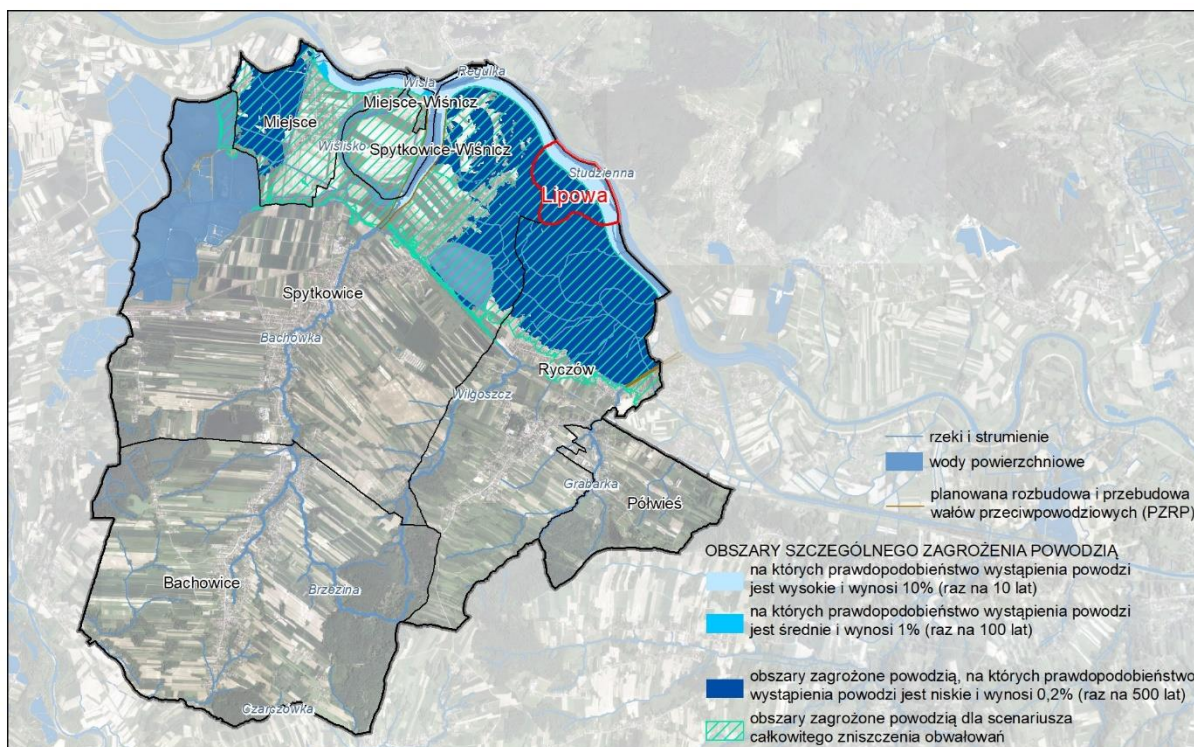 Wisła
Regulka
Miejsce-Wiśnicz
Miejsce
Wiślisko
Spytkowice-Wiśnicz
Studzienna
Lipowa
Spytkowice
Bachówka
Ryczów
Wilgoszcz
Grabarka
Półwieś
Bachowice
Brzezina
Czarczówka
rzeki i strumienie
wody powierzchniowe
planowana rozbudowa i przebudowa
wałów przeciwpowodziowych (PZRP)
OBSZARY SZCZEGÓLNEGO ZAGROŻENIA POWODZIĄ
na których prawdopodobieństwo wystąpienia powodzi
jest wysokie i wynosi 10% (raz na 10 lat)
na których prawdopodobieństwo wystąpienia powodzi
jest średnie i wynosi 1% (raz na 100 lat)
obszary zagrożone powodzią, na których prawdopodobieństwo
wystąpienia powodzi jest niskie i wynosi 0,2% (raz na 500 lat)
obszary zagrożone powodzią dla scenariusza
całkowitego zniszczenia obwałowań